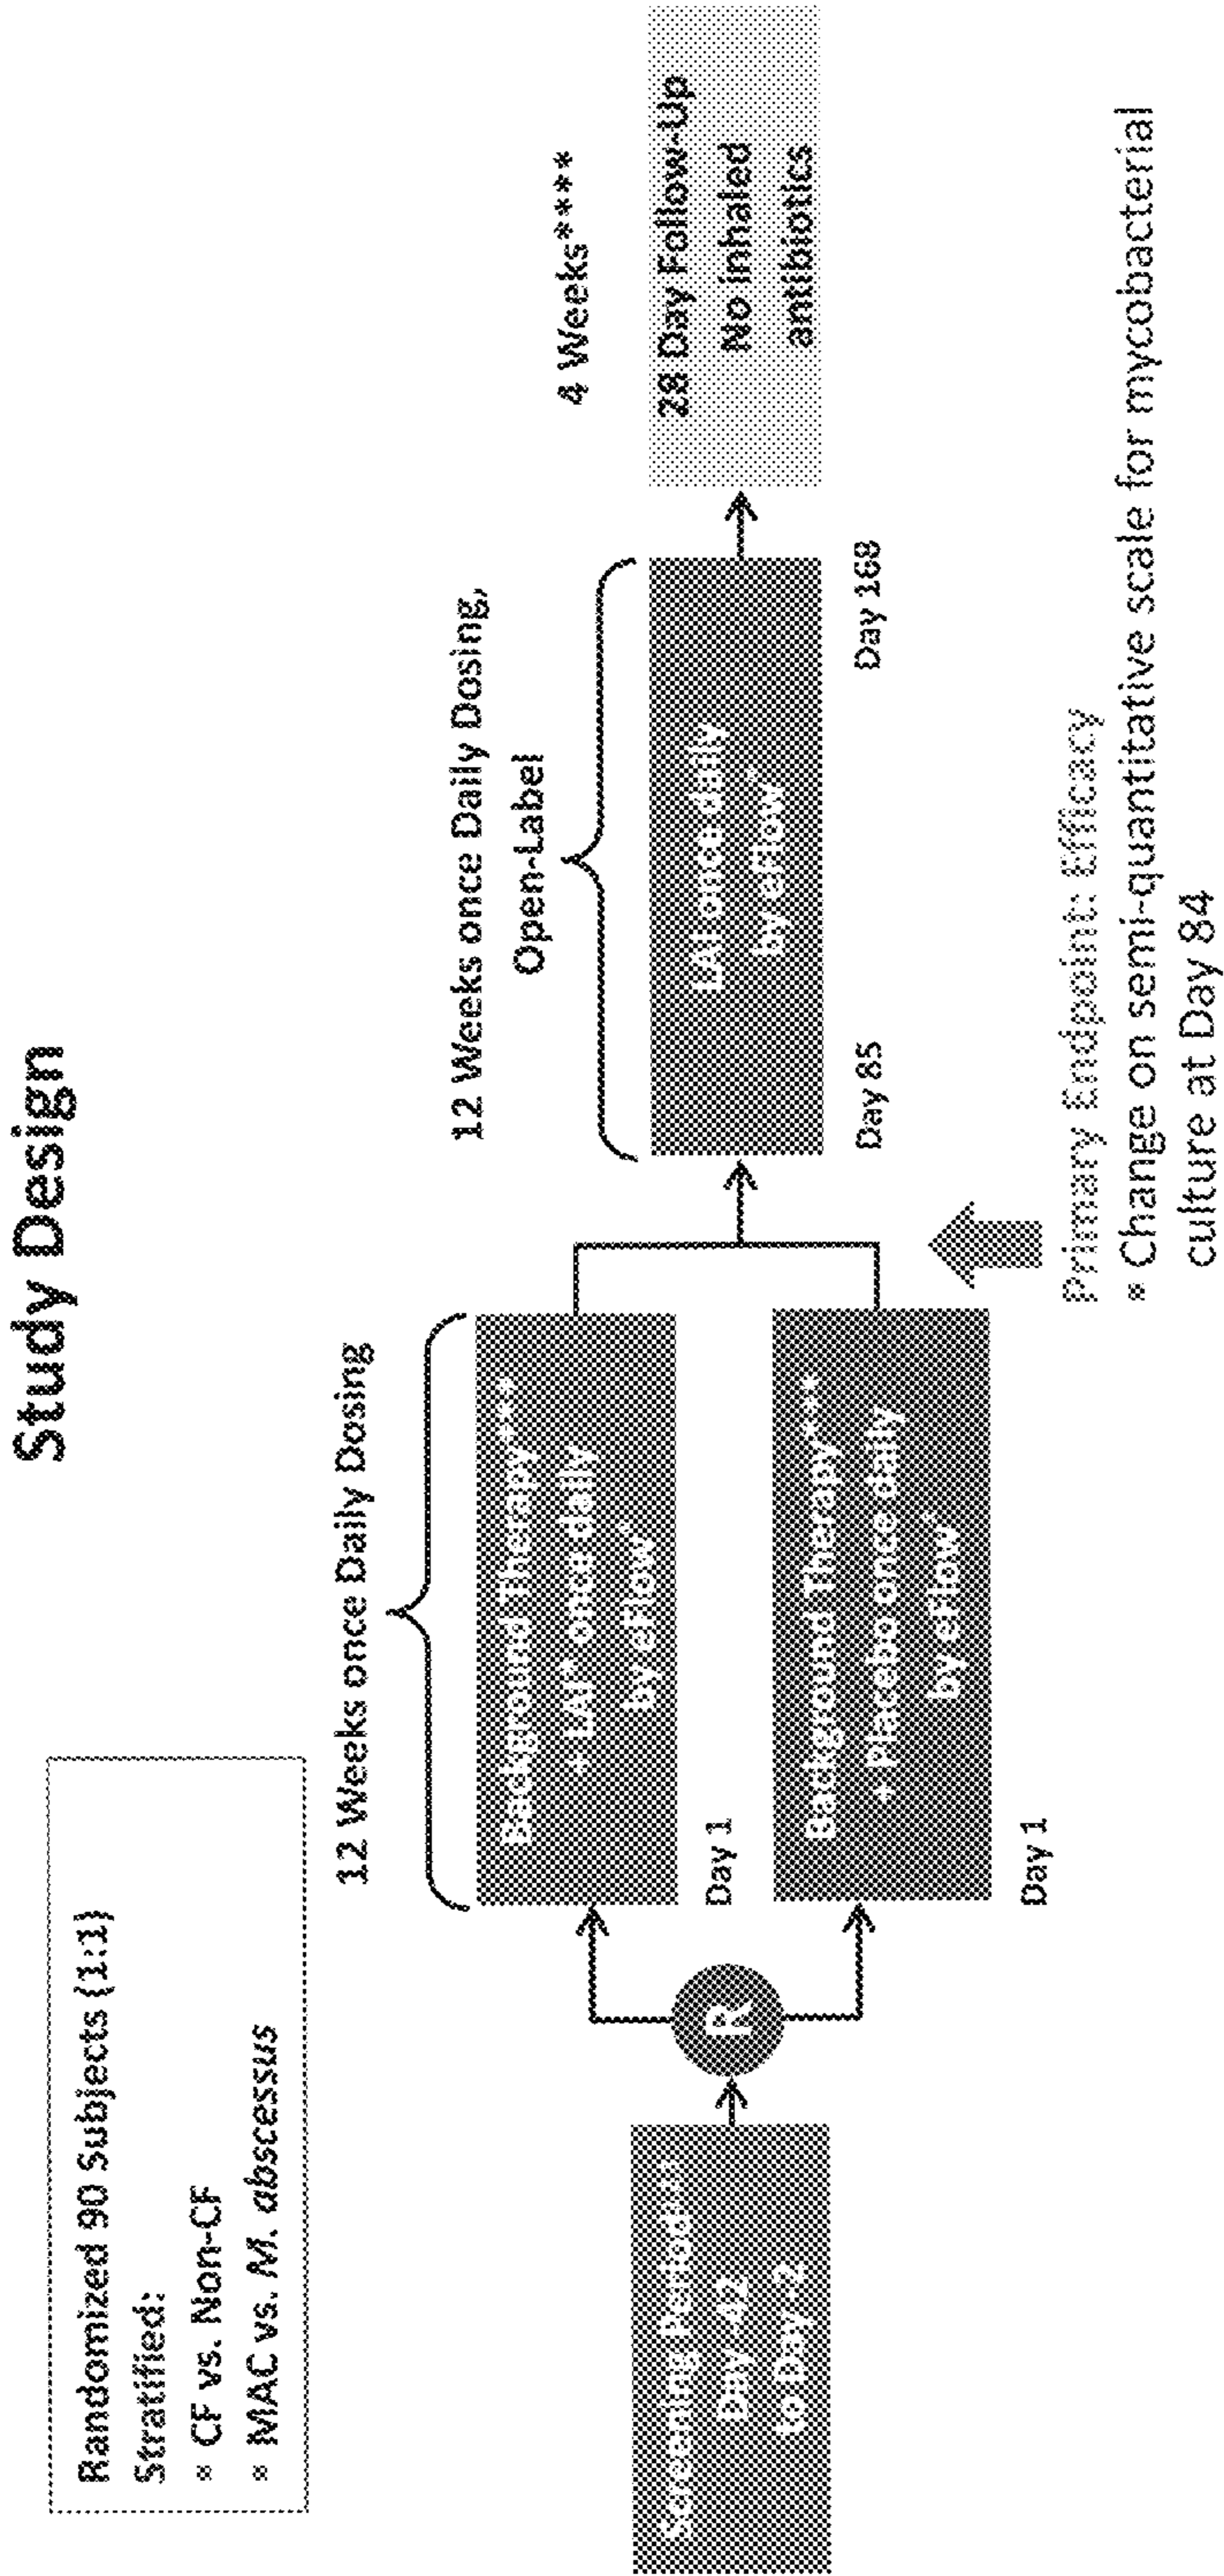 Study Design
Randomized 90 Subjects (1:1)
Stratified:
▪ CF vs. Non-CF
▪ MAC vs. M. abscessus
12 Weeks once Daily Dosing
12 Weeks once Daily Dosing,
Open-Label
4 Weeks****
Screening Period**
Day -42
to Day -2
R
Background Therapy***
+ LAI* once daily
by eFlow
Day 1
Background Therapy***
+ Placebo once daily
by eFlow
Day 1
LAI once daily
by eFlow
Day 85
Day 168
28 Day Follow-Up
No inhaled
antibiotics
Primary Endpoint: Efficacy
▪ Change on semi-quantitative scale for mycobacterial
culture at Day 84